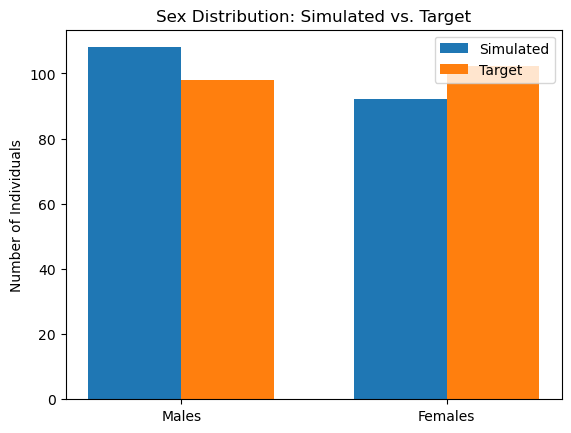 Sex Distribution: Simulated vs. Target
Simulated
Target
Number of Individuals
100
80
60
40
20
0
Males
Females